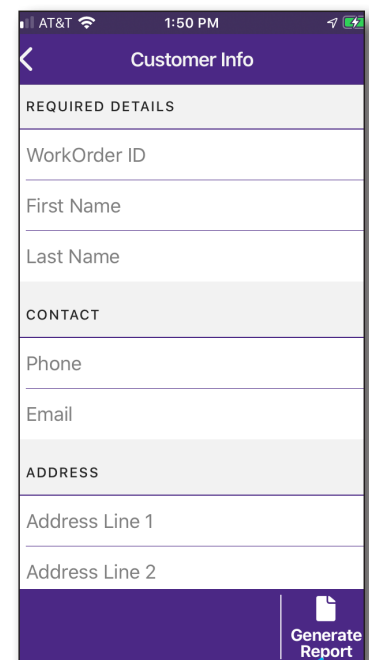 AT&T 1:50 PM
Customer Info
REQUIRED DETAILS
WorkOrder ID
First Name
Last Name
CONTACT
Phone
Email
ADDRESS
Address Line 1
Address Line 2
Generate
Report